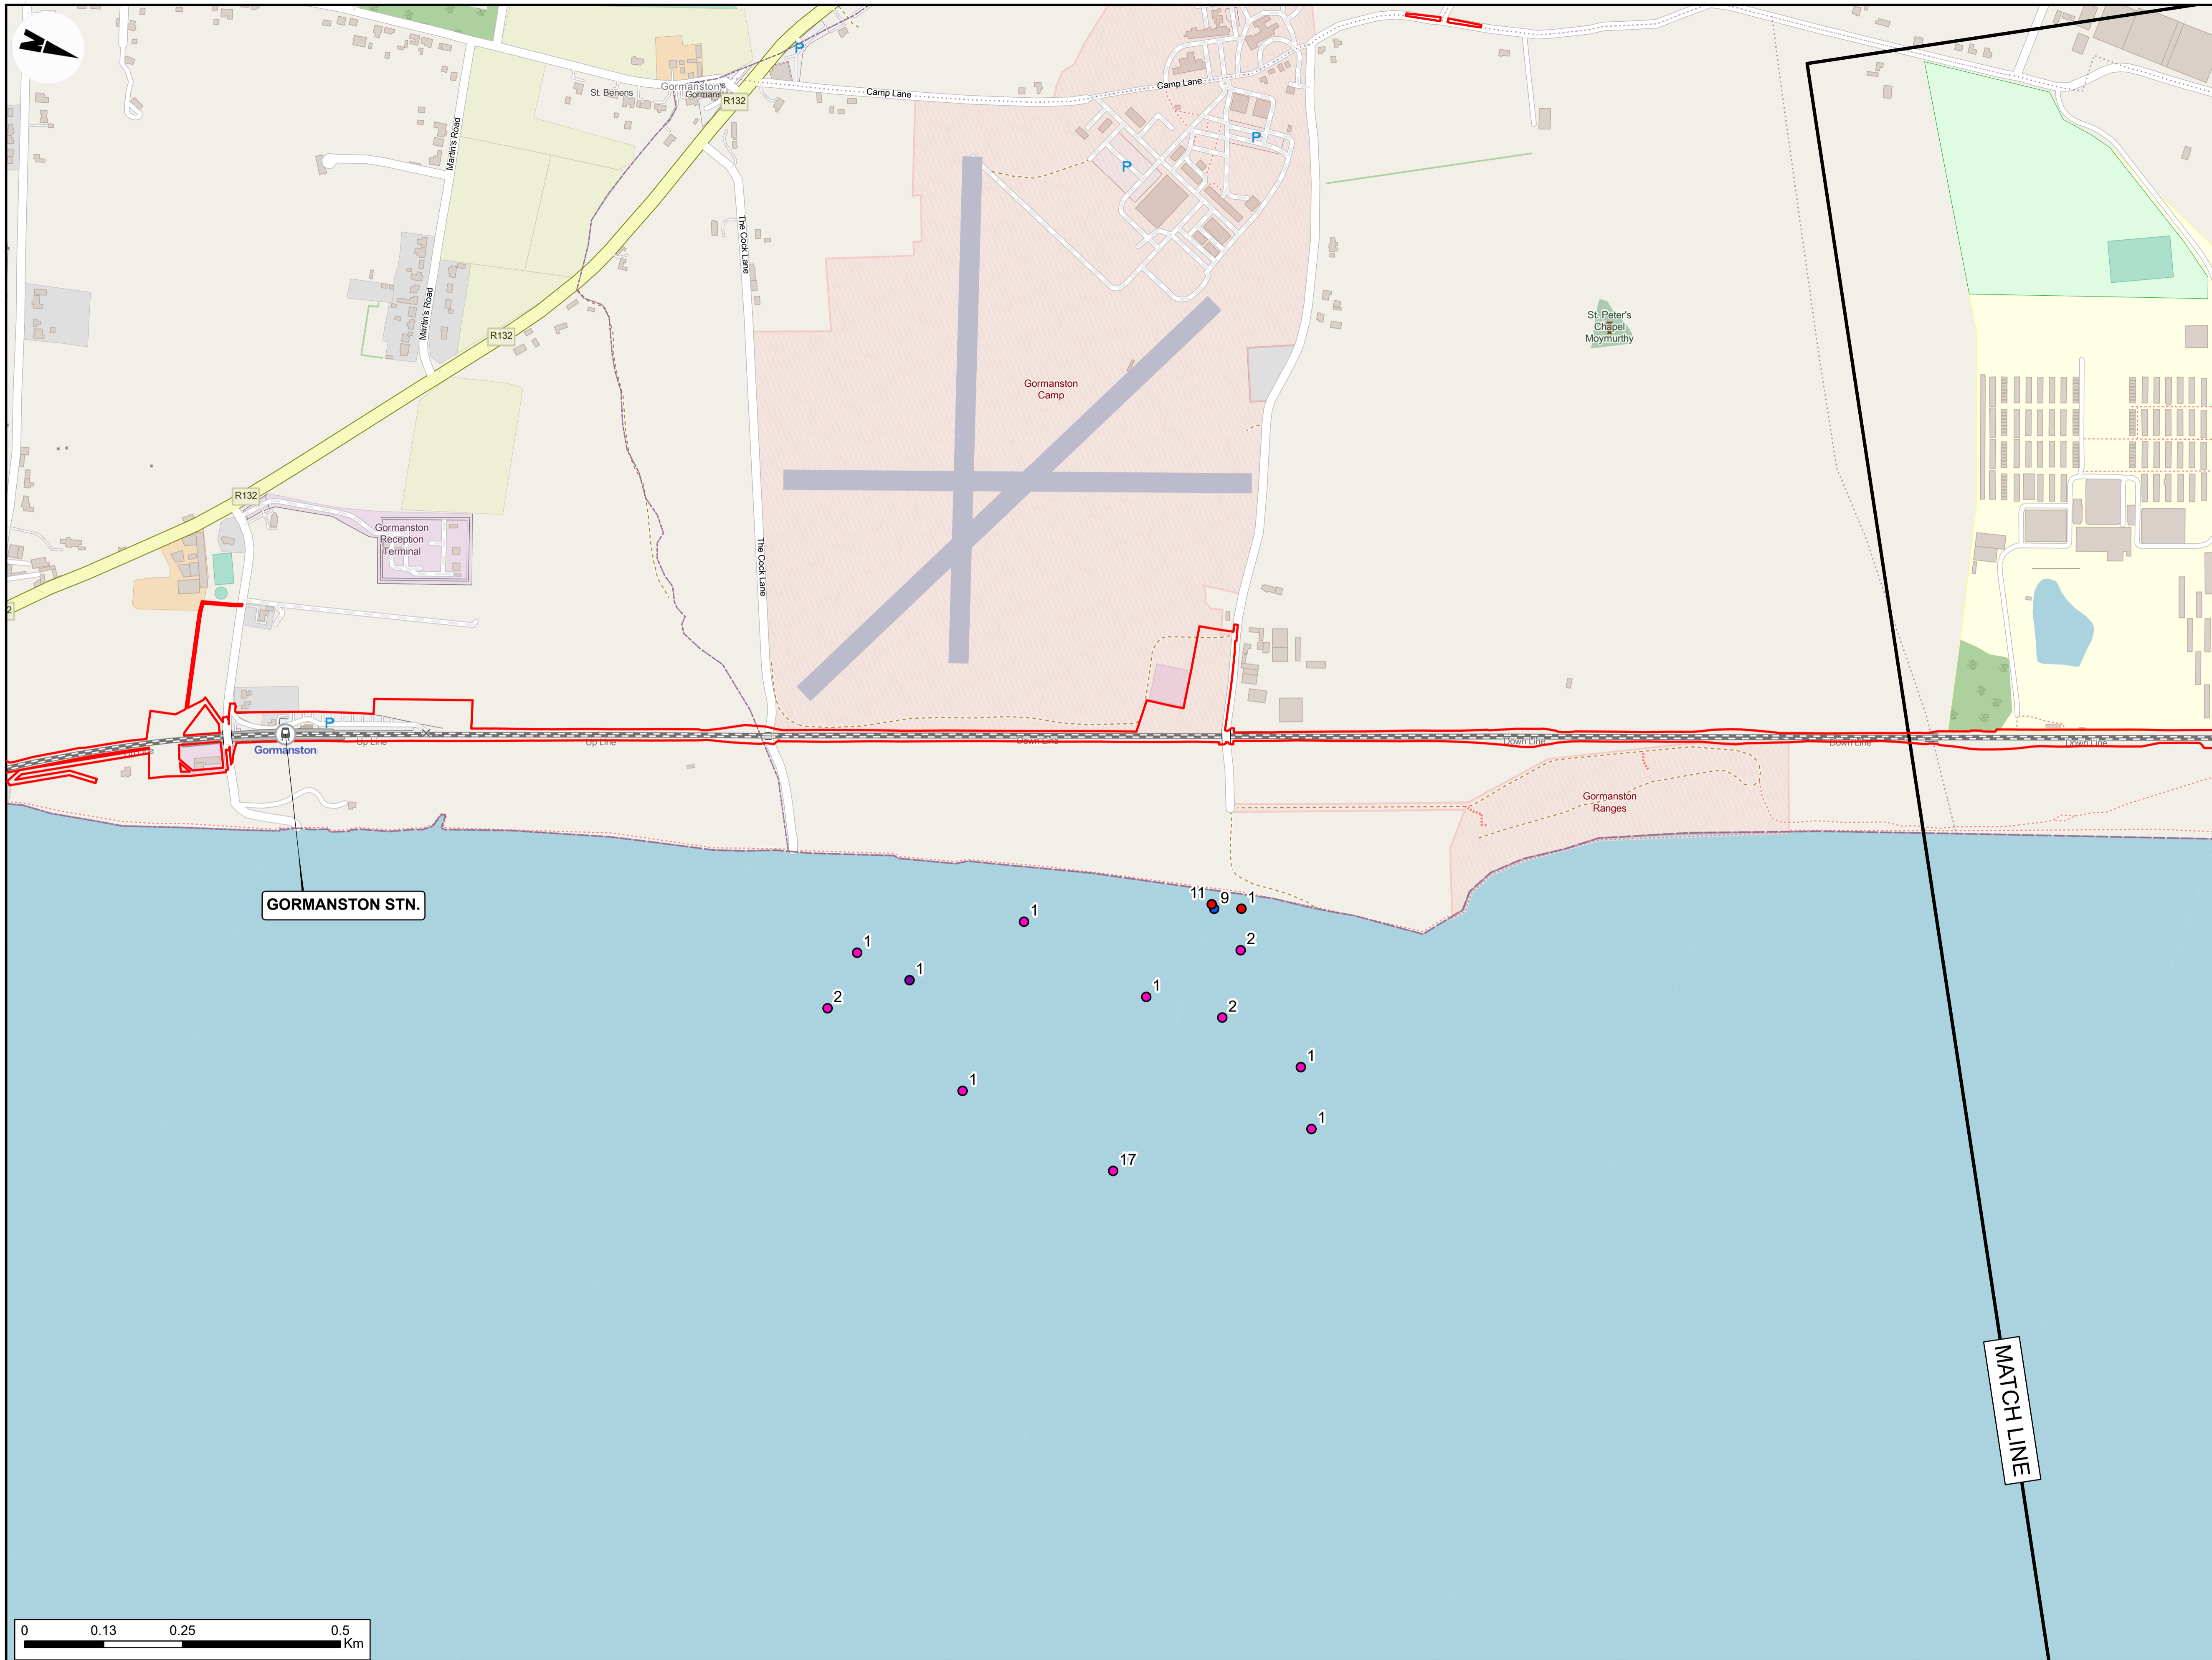 N
P
Gormanston
Gormans
R132
St. Benens
Camp Lane
Camp Lane
P
P
Martin's Road
The Cock Lane
Martin's Road
R132
St. Peter's
Chapel
Moymurthy
Gormanston
Camp
R132
Gormanston
Reception
Terminal
The Cock Lane
2
P
Gormanston
Up Line
Up Line
Down Line
Down Line
Down Line
Down Line
Gormanston
Ranges
GORMANSTON STN.
11
9
1
1
2
1
1
1
2
2
1
1
1
17
MATCH LINE
0
0.13
0.25
0.5
Km